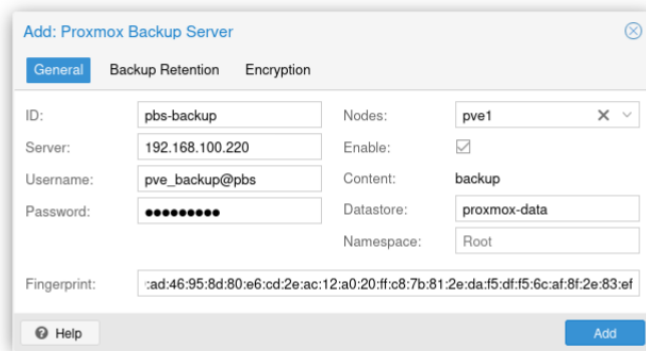 Add: Proxmox Backup Server
General Backup Retention Encryption
ID: pbs-backup Nodes: pve1
Server: 192.168.100.220 Enable:
Username: pve_backup@pbs Content: backup
Password: ●●●●●●●●● Datastore: proxmox-data
Namespace: Root
Fingerprint: :ad:46:95:8d:80:e6:cd:2e:ac:12:a0:20:ff:c8:7b:81:2e:da:f5:df:f5:6c:af:8f:2e:83:ef
Help Add